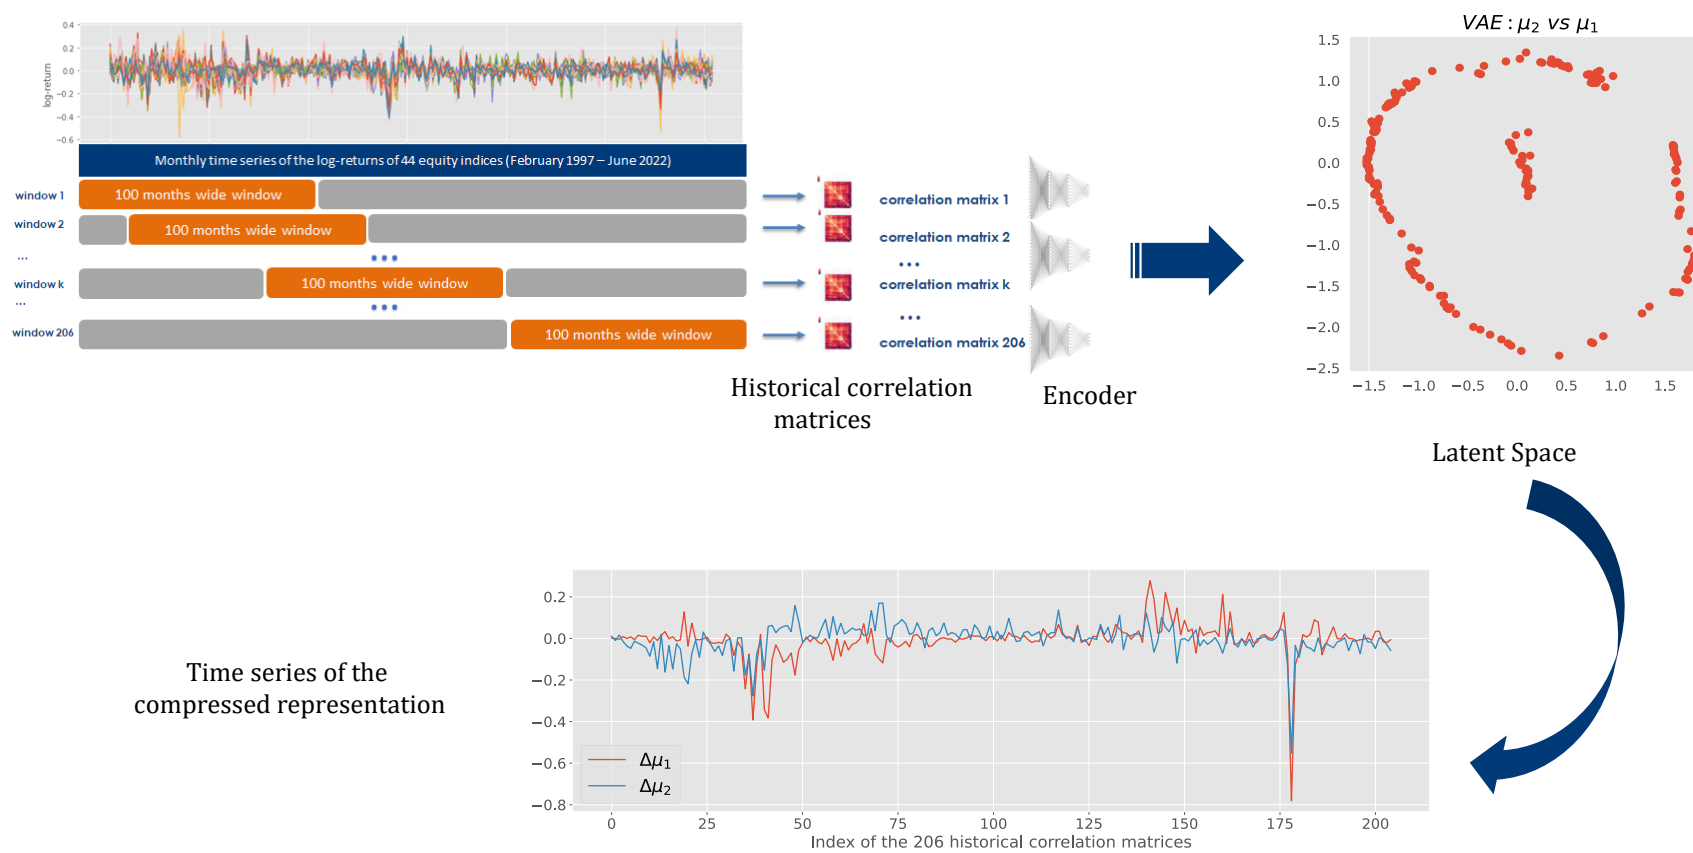 0.4
0.2
0.0
−0.2
−0.4
−0.6
log-return
Monthly time series of the log-returns of 44 equity indices (February 1997 – June 2022)
window 1
100 months wide window
correlation matrix 1
window 2
100 months wide window
correlation matrix 2
...
...
...
window k
100 months wide window
correlation matrix k
...
...
...
window 206
100 months wide window
correlation matrix 206
Historical correlation
matrices
Encoder
VAE : μ₂ vs μ₁
1.5
1.0
0.5
0.0
−0.5
−1.0
−1.5
−2.0
−2.5
−1.5 −1.0 −0.5 0.0 0.5 1.0 1.5
Latent Space
Time series of the
compressed representation
0.2
0.0
−0.2
−0.4
−0.6
−0.8
Δμ₁
Δμ₂
0 25 50 75 100 125 150 175 200
Index of the 206 historical correlation matrices